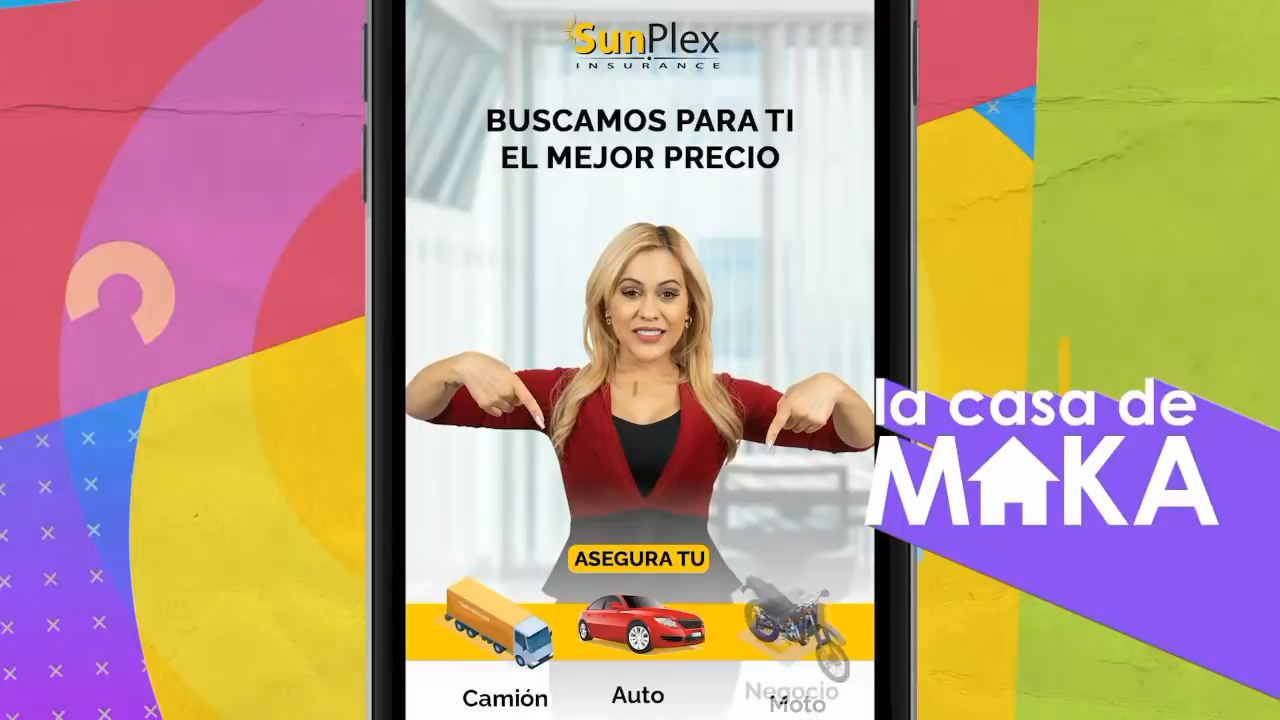 SunPlex
INSURANCE
BUSCAMOS PARA TI
EL MEJOR PRECIO
la casa de
MAKA
ASEGURA TU
Camión
Auto
Negocio
Moto